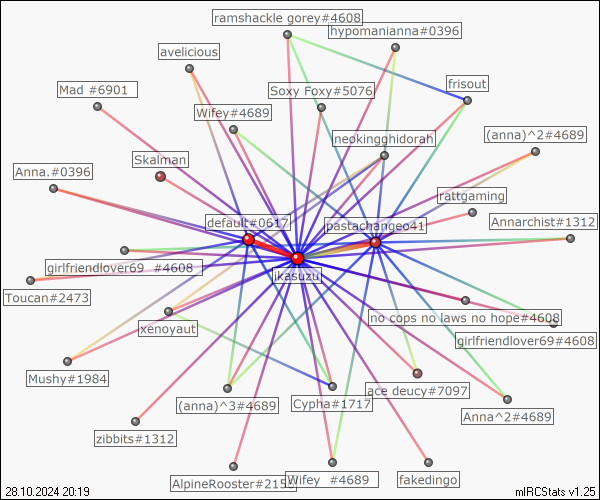 ramshackle gorey#4608
hypomanianna#0396
avelicious
frisout
Mad #6901
Soxy Foxy#5076
Wifey#4689
(anna)^2#4689
neokingghidorah
Skalman
Anna.#0396
rattgaming
default#0617
pastachangeo41
Annarchist#1312
girlfriendlover69 #4608
ikasuzu
Toucan#2473
no cops no laws no hope#4608
xenoyaut
girlfriendlover69#4608
Mushy#1984
ace deucy#7097
(anna)^3#4689
Cypha#1717
Anna^2#4689
zibbits#1312
AlpineRooster#215
Wifey #4689
fakedingo
28.10.2024 20:19
mIRCStats v1.25